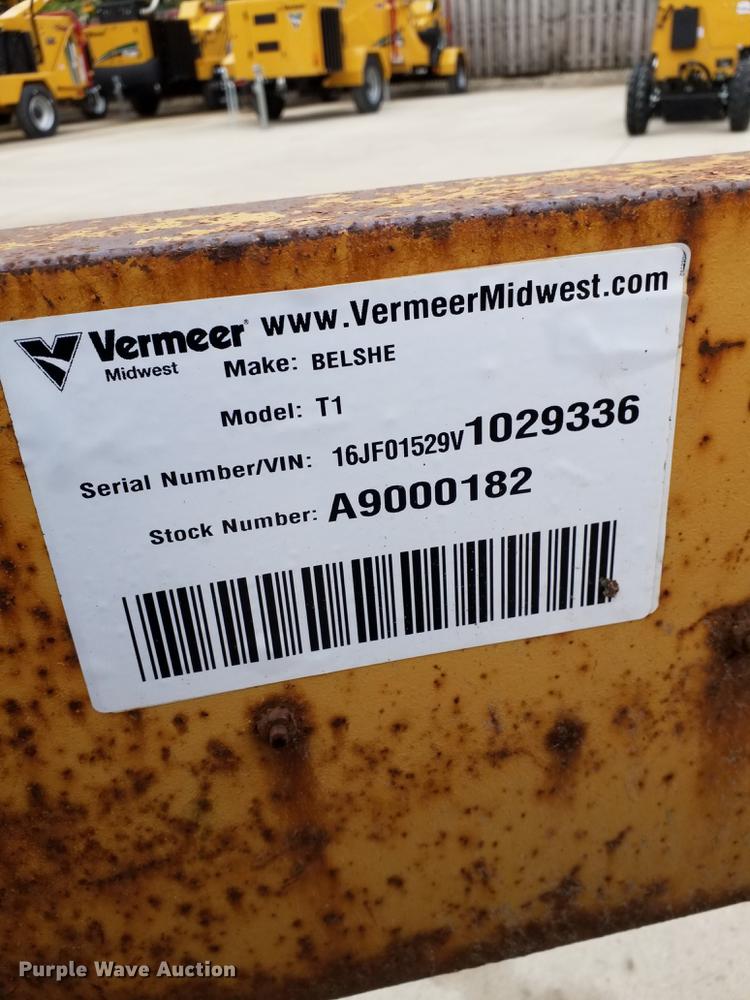 Vermeer® www.VermeerMidwest.com
Midwest
Make: BELSHE
Model: T1
Serial Number/VIN: 16JF01529V1029336
Stock Number: A9000182
Purple Wave Auction